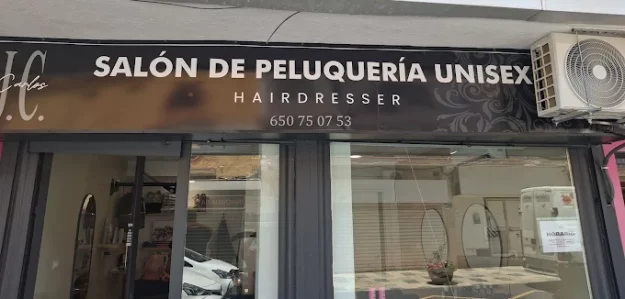 J.C.
Carlos
SALÓN DE PELUQUERÍA UNISEX
HAIRDRESSER
650 75 07 53